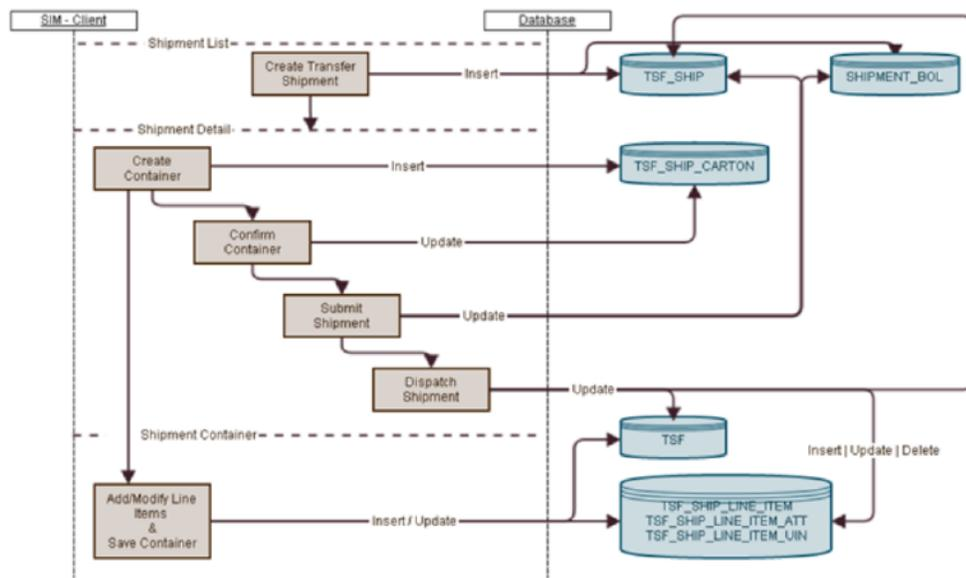 SIM - Client
Database
Shipment List
Create Transfer
Shipment
Insert
TSF_SHIP
SHIPMENT_BOL
Shipment Detail
Create
Container
Insert
TSF_SHIP_CARTON
Confirm
Container
Update
Submit
Shipment
Update
Dispatch
Shipment
Update
Shipment Container
TSF
Insert | Update | Delete
Add/Modify Line
Items
&
Save Container
Insert / Update
TSF_SHIP_LINE_ITEM
TSF_SHIP_LINE_ITEM_ATT
TSF_SHIP_LINE_ITEM_UIN